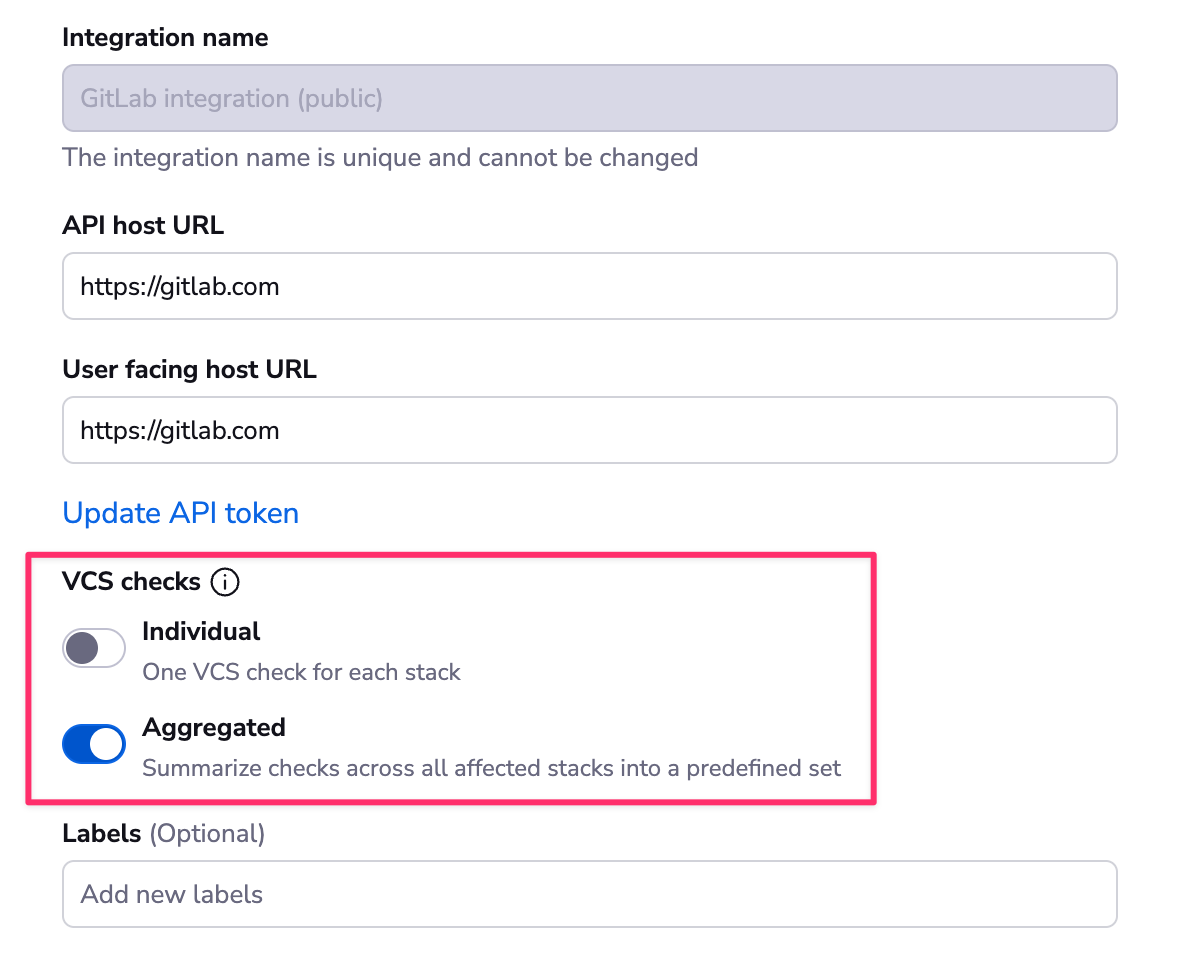 Integration name
GitLab integration (public)
The integration name is unique and cannot be changed
API host URL
https://gitlab.com
User facing host URL
https://gitlab.com
Update API token
VCS checks
Individual
One VCS check for each stack
Aggregated
Summarize checks across all affected stacks into a predefined set
Labels (Optional)
Add new labels